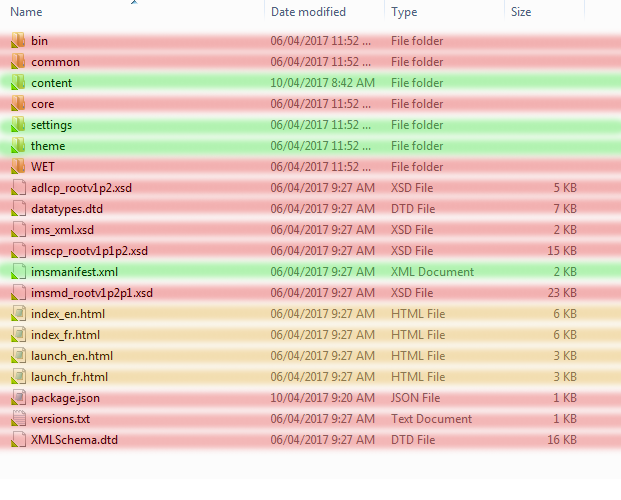 Name Date modified Type Size
bin 06/04/2017 11:52 ... File folder
common 06/04/2017 11:52 ... File folder
content 10/04/2017 8:42 AM File folder
core 06/04/2017 11:52 ... File folder
settings 06/04/2017 11:52 ... File folder
theme 06/04/2017 11:52 ... File folder
WET 06/04/2017 11:52 ... File folder
adlcp_rootv1p2.xsd 06/04/2017 9:27 AM XSD File 5 KB
datatypes.dtd 06/04/2017 9:27 AM DTD File 7 KB
ims_xml.xsd 06/04/2017 9:27 AM XSD File 2 KB
imscp_rootv1p1p2.xsd 06/04/2017 9:27 AM XSD File 15 KB
imsmanifest.xml 06/04/2017 9:27 AM XML Document 2 KB
imsmd_rootv1p2p1.xsd 06/04/2017 9:27 AM XSD File 23 KB
index_en.html 06/04/2017 9:27 AM HTML File 6 KB
index_fr.html 06/04/2017 9:27 AM HTML File 6 KB
launch_en.html 06/04/2017 9:27 AM HTML File 3 KB
launch_fr.html 06/04/2017 9:27 AM HTML File 3 KB
package.json 10/04/2017 9:20 AM JSON File 1 KB
versions.txt 06/04/2017 9:27 AM Text Document 1 KB
XMLSchema.dtd 06/04/2017 9:27 AM DTD File 16 KB